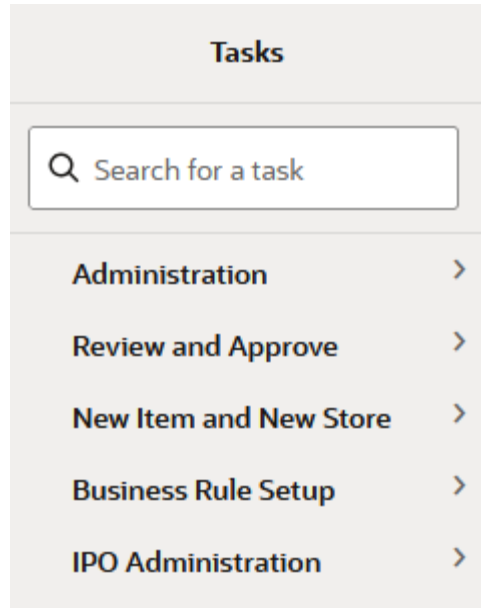 Tasks
Search for a task
Administration
Review and Approve
New Item and New Store
Business Rule Setup
IPO Administration